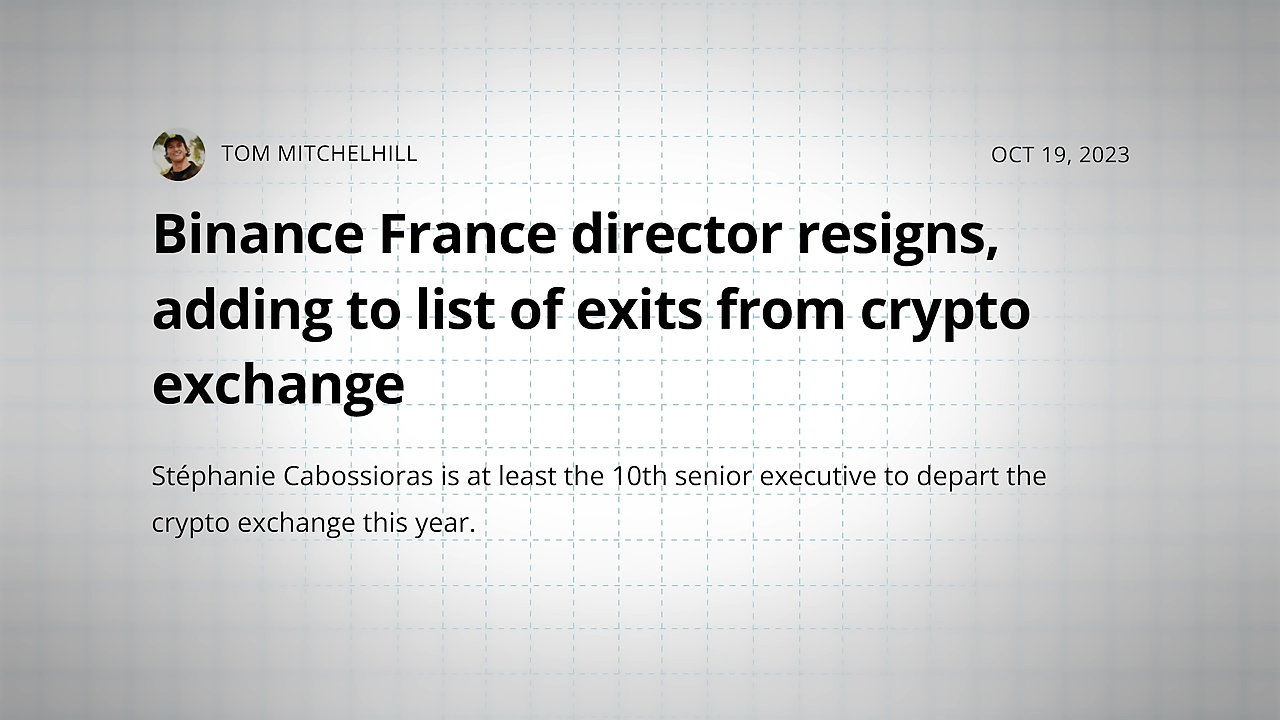 TOM MITCHELHILL
OCT 19, 2023
Binance France director resigns,
adding to list of exits from crypto
exchange
Stéphanie Cabossioras is at least the 10th senior executive to depart the
crypto exchange this year.